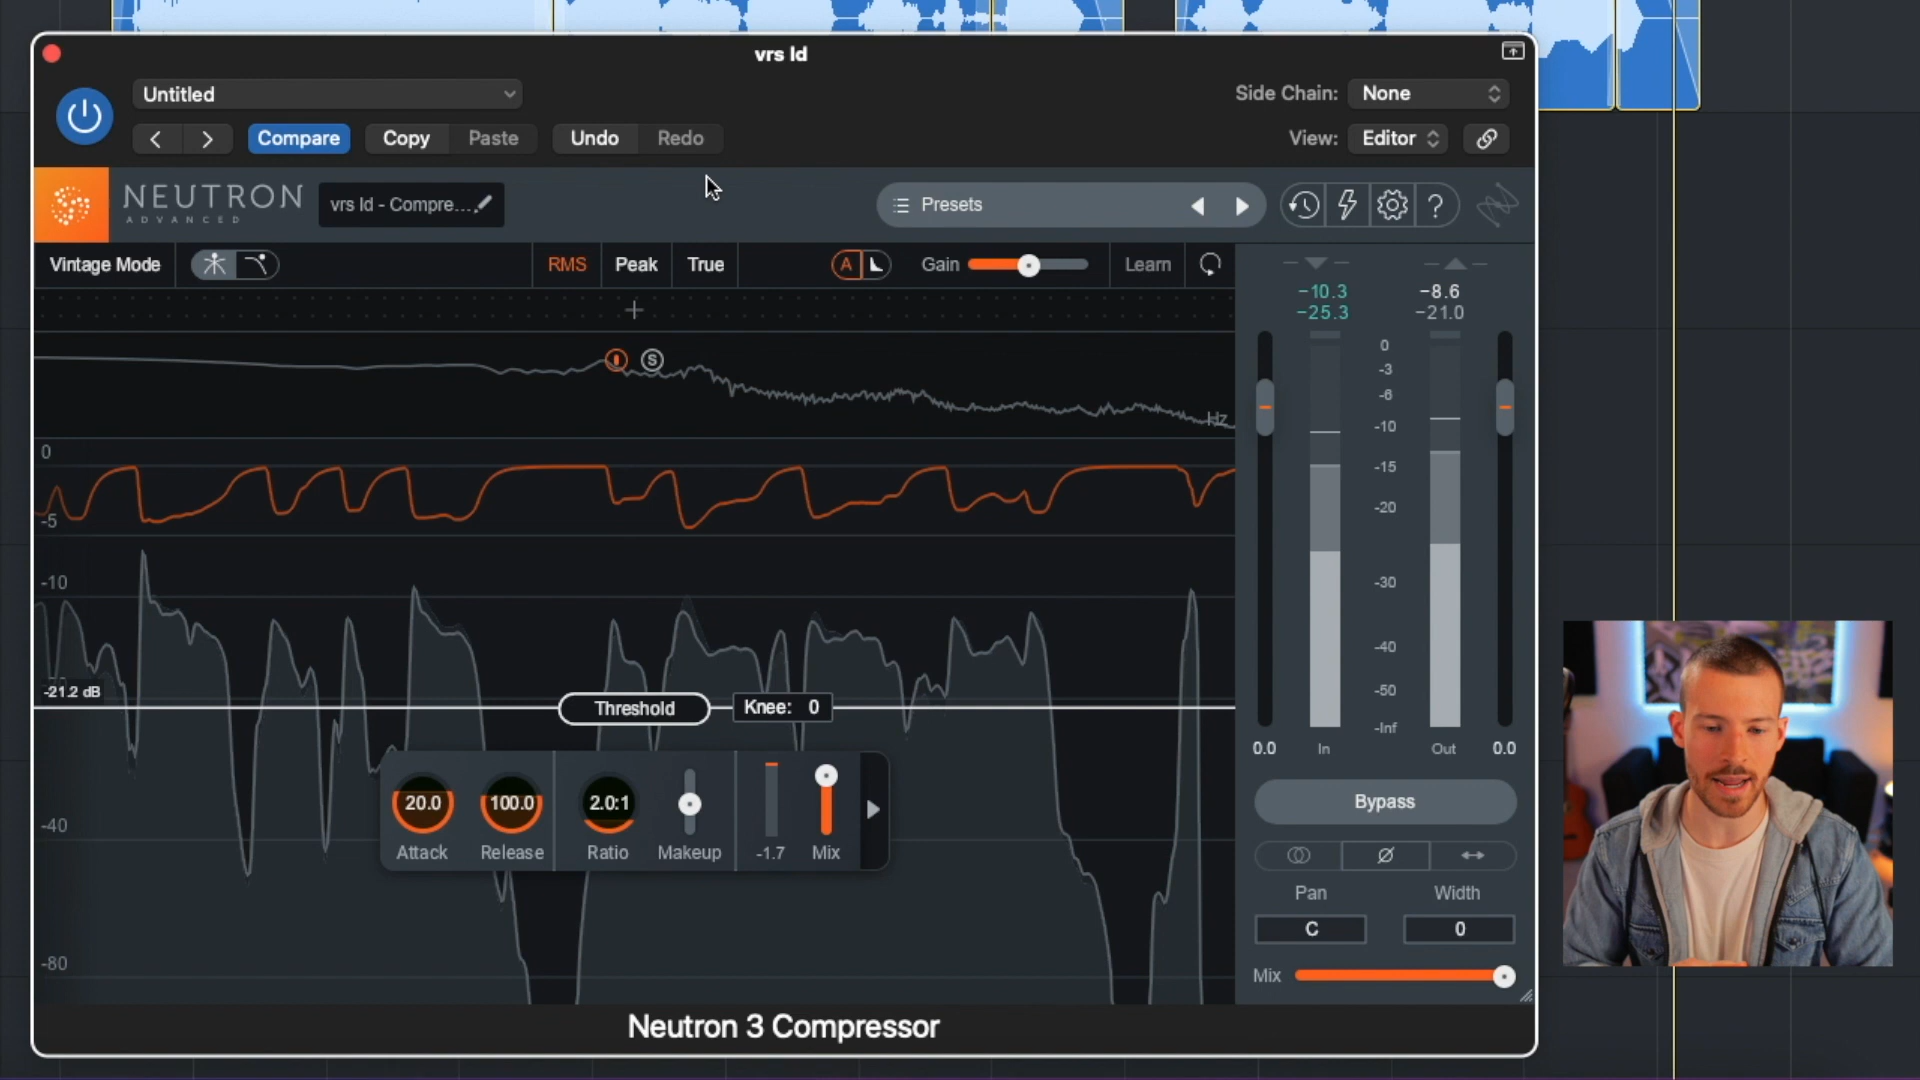 vrs ld
Untitled
Side Chain: None
Compare Copy Paste Undo Redo
View: Editor
NEUTRON
ADVANCED
vrs ld - Compre...
Presets
?
Vintage Mode
RMS Peak True
A
Gain
Learn
-10.3
-25.3
-8.6
-21.0
S
Hz
0
-5
-10
-21.2 dB
Threshold
Knee: 0
-40
-80
20.0
Attack
100.0
Release
2.0:1
Ratio
Makeup
-1.7
Mix
0
-3
-6
-10
-15
-20
-30
-40
-50
-Inf
0.0 In Out 0.0
Bypass
Pan Width
C 0
Mix
Neutron 3 Compressor